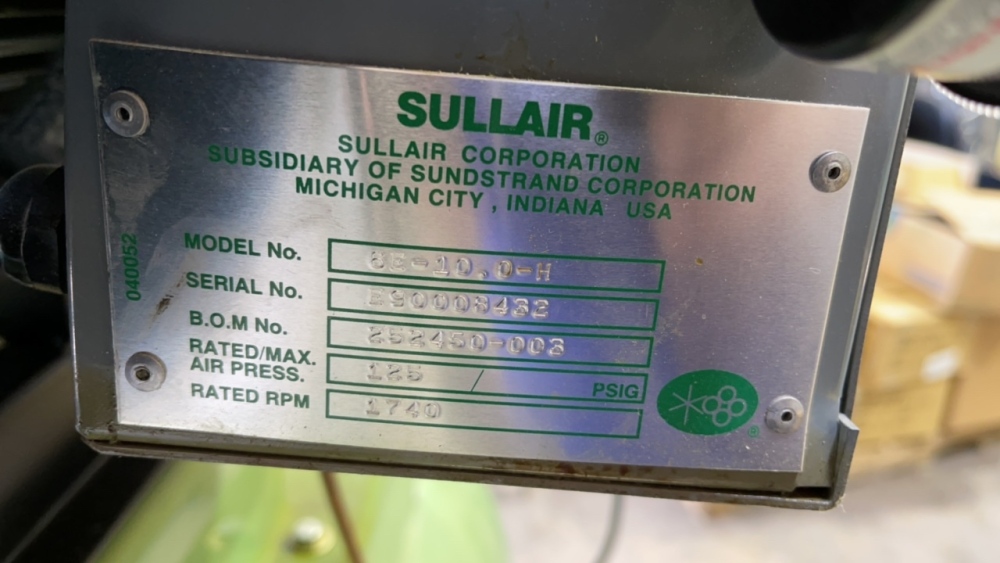 SULLAIR®
SULLAIR CORPORATION
SUBSIDIARY OF SUNDSTRAND CORPORATION
MICHIGAN CITY, INDIANA USA
MODEL No.
SERIAL No.
B.O.M No.
RATED/MAX. AIR PRESS. 125 / PSIG
RATED RPM 1740
040052